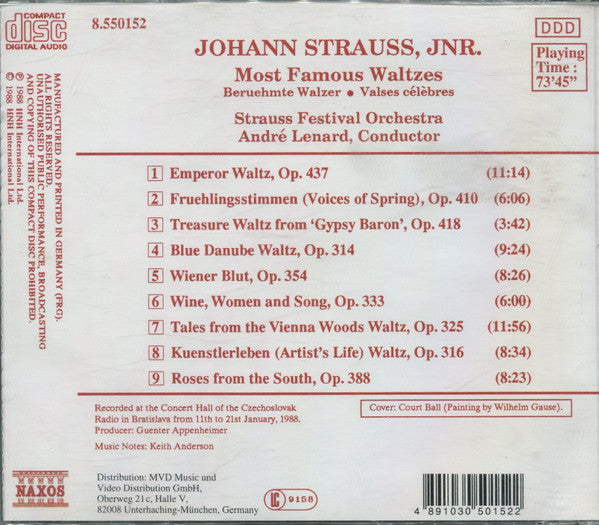 COMPACT
disc
DIGITAL AUDIO
8.550152
DDD
Playing
Time :
73'45"
JOHANN STRAUSS, JNR.
Most Famous Waltzes
Beruehmte Walzer • Valses célèbres
Strauss Festival Orchestra
André Lenard, Conductor
1 Emperor Waltz, Op. 437 (11:14)
2 Fruehlingsstimmen (Voices of Spring), Op. 410 (6:06)
3 Treasure Waltz from ‘Gypsy Baron’, Op. 418 (3:42)
4 Blue Danube Waltz, Op. 314 (9:24)
5 Wiener Blut, Op. 354 (8:26)
6 Wine, Women and Song, Op. 333 (6:00)
7 Tales from the Vienna Woods Waltz, Op. 325 (11:56)
8 Kuenstlerleben (Artist's Life) Waltz, Op. 316 (8:34)
9 Roses from the South, Op. 388 (8:23)
MANUFACTURED AND PRINTED IN GERMANY (FRG).
ALL RIGHTS RESERVED.
UNAUTHORISED PUBLIC PERFORMANCE, BROADCASTING
AND COPYING OF THIS COMPACT DISC PROHIBITED.
℗ 1988 HNH International Ltd.
© 1988 HNH International Ltd.
Recorded at the Concert Hall of the Czechoslovak
Radio in Bratislava from 11th to 21st January, 1988.
Producer: Guenter Appenheimer
Music Notes: Keith Anderson
Cover: Court Ball (Painting by Wilhelm Gause).
NAXOS
Distribution: MVD Music und
Video Distribution GmbH,
Oberweg 21c, Halle V.
82008 Unterhaching-München, Germany
LC 9158
4 891030 501522